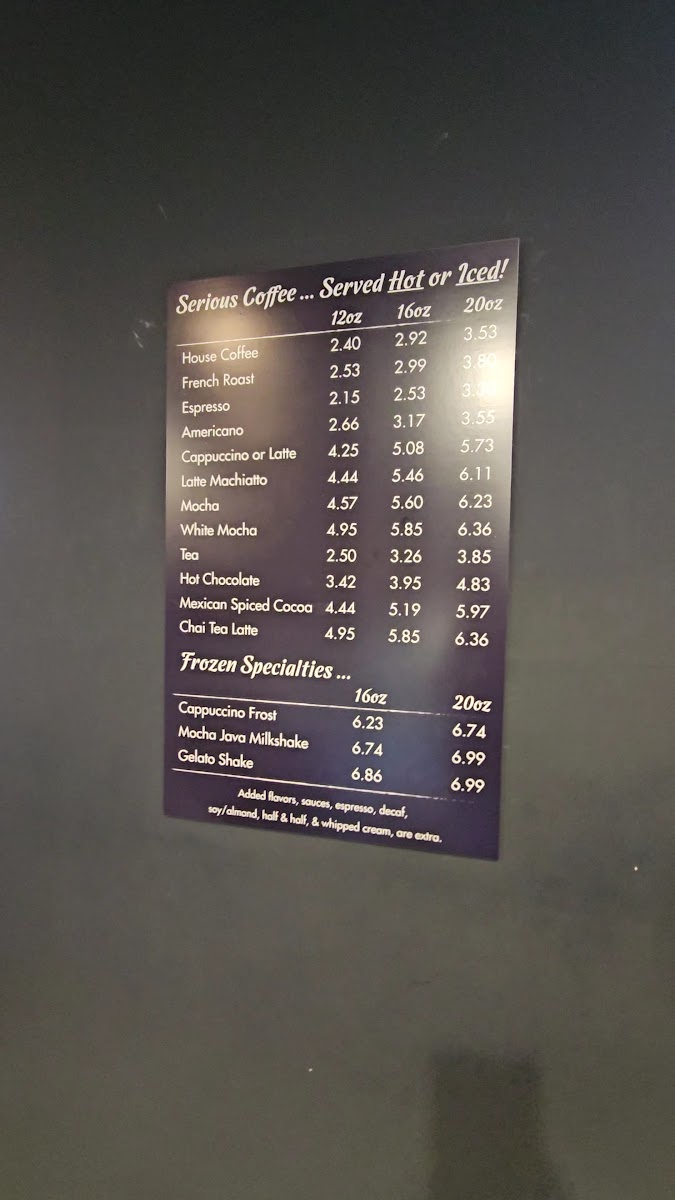 Serious Coffee ... Served Hot or Iced!
12oz 16oz 20oz
House Coffee 2.40 2.92 3.53
French Roast 2.53 2.99
Espresso 2.15 2.53
Americano 2.66 3.17 3.55
Cappuccino or Latte 4.25 5.08 5.73
Latte Machiatto 4.44 5.46 6.11
Mocha 4.57 5.60 6.23
White Mocha 4.95 5.85 6.36
Tea 2.50 3.26 3.85
Hot Chocolate 3.42 3.95 4.83
Mexican Spiced Cocoa 4.44 5.19 5.97
Chai Tea Latte 4.95 5.85 6.36
Frozen Specialties ...
16oz 20oz
Cappuccino Frost 6.23 6.74
Mocha Java Milkshake 6.74 6.99
Gelato Shake 6.86 6.99
Added flavors, sauces, espresso, decaf,
soy/almond, half & half, & whipped cream, are extra.